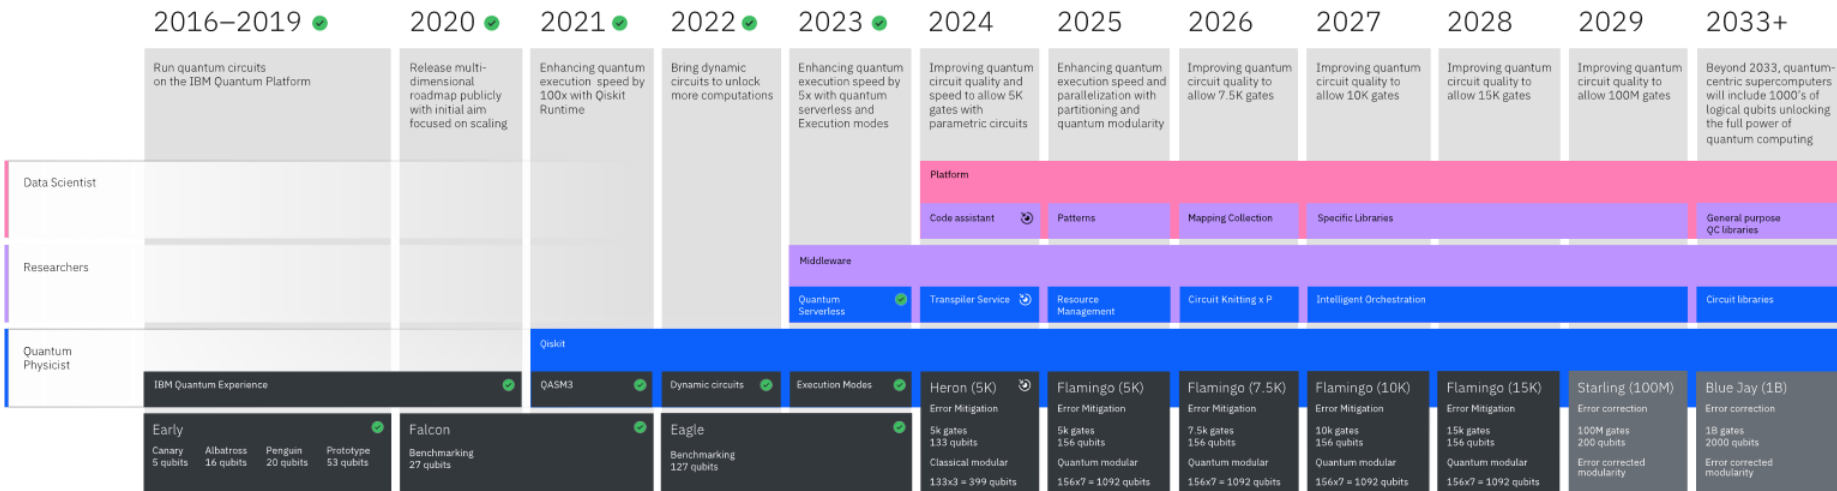 2016–2019
2020
2021
2022
2023
2024
2025
2026
2027
2028
2029
2033+
Run quantum circuits
on the IBM Quantum Platform
Release multi-
dimensional
roadmap publicly
with initial aim
focused on scaling
Enhancing quantum
execution speed by
100x with Qiskit
Runtime
Bring dynamic
circuits to unlock
more computations
Enhancing quantum
execution speed by
5x with quantum
serverless and
Execution modes
Improving quantum
circuit quality and
speed to allow 5K
gates with
parametric circuits
Enhancing quantum
execution speed and
parallelization with
partitioning and
quantum modularity
Improving quantum
circuit quality to
allow 7.5K gates
Improving quantum
circuit quality to
allow 10K gates
Improving quantum
circuit quality to
allow 15K gates
Improving quantum
circuit quality to
allow 100M gates
Beyond 2033, quantum-
centric supercomputers
will include 1000's of
logical qubits unlocking
the full power of
quantum computing
Data Scientist
Platform
Code assistant
Patterns
Mapping Collection
Specific Libraries
General purpose
QC libraries
Researchers
Middleware
Quantum
Serverless
Transpiler Service
Resource
Management
Circuit Knitting x P
Intelligent Orchestration
Circuit libraries
Quantum
Physicist
Qiskit
IBM Quantum Experience
QASM3
Dynamic circuits
Execution Modes
Early
Canary
5 qubits
Albatross
16 qubits
Penguin
20 qubits
Prototype
53 qubits
Falcon
Benchmarking
27 qubits
Eagle
Benchmarking
127 qubits
Heron (5K)
Error Mitigation
5k gates
133 qubits
Classical modular
133x3 = 399 qubits
Flamingo (5K)
Error Mitigation
5k gates
156 qubits
Quantum modular
156x7 = 1092 qubits
Flamingo (7.5K)
Error Mitigation
7.5k gates
156 qubits
Quantum modular
156x7 = 1092 qubits
Flamingo (10K)
Error Mitigation
10k gates
156 qubits
Quantum modular
156x7 = 1092 qubits
Flamingo (15K)
Error Mitigation
15k gates
156 qubits
Quantum modular
156x7 = 1092 qubits
Starling (100M)
Error correction
100M gates
200 qubits
Error corrected
modularity
Blue Jay (1B)
Error correction
1B gates
2000 qubits
Error corrected
modularity